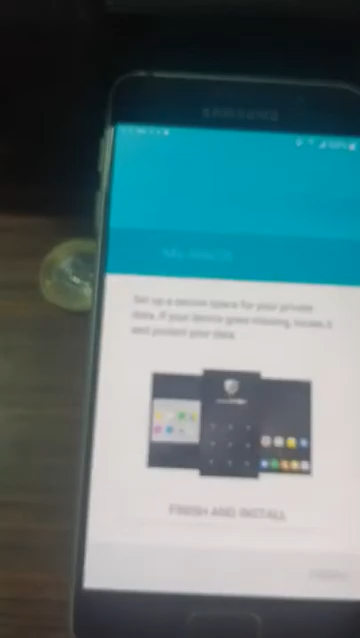 SAMSUNG
Set up a secure space for your private
data. If your device goes missing, locate it
and protect your data.
FINISH AND INSTALL